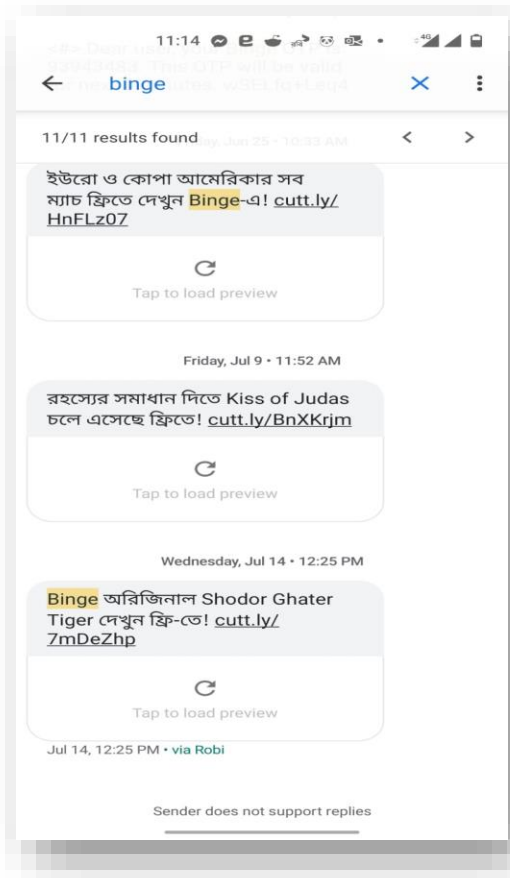 11:14
binge
11/11 results found
ইউরো ও কোপা আমেরিকার সব
ম্যাচ ফ্রিতে দেখুন Binge-এ! cutt.ly/
HnFLz07
Tap to load preview
Friday, Jul 9 • 11:52 AM
রহস্যের সমাধান দিতে Kiss of Judas
চলে এসেছে ফ্রিতে! cutt.ly/BnXKrjm
Tap to load preview
Wednesday, Jul 14 • 12:25 PM
Binge অরিজিনাল Shodor Ghater
Tiger দেখুন ফ্রি-তে! cutt.ly/
7mDeZhp
Tap to load preview
Jul 14, 12:25 PM • via Robi
Sender does not support replies